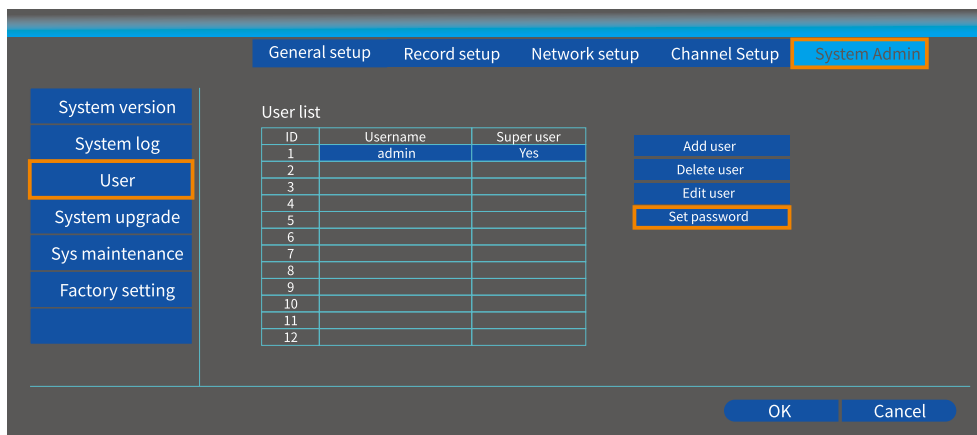 General setup Record setup Network setup Channel Setup System Admin
System version
System log
User
System upgrade
Sys maintenance
Factory setting
User list
ID Username Super user
1 admin Yes
2
3
4
5
6
7
8
9
10
11
12
Add user
Delete user
Edit user
Set password
OK Cancel